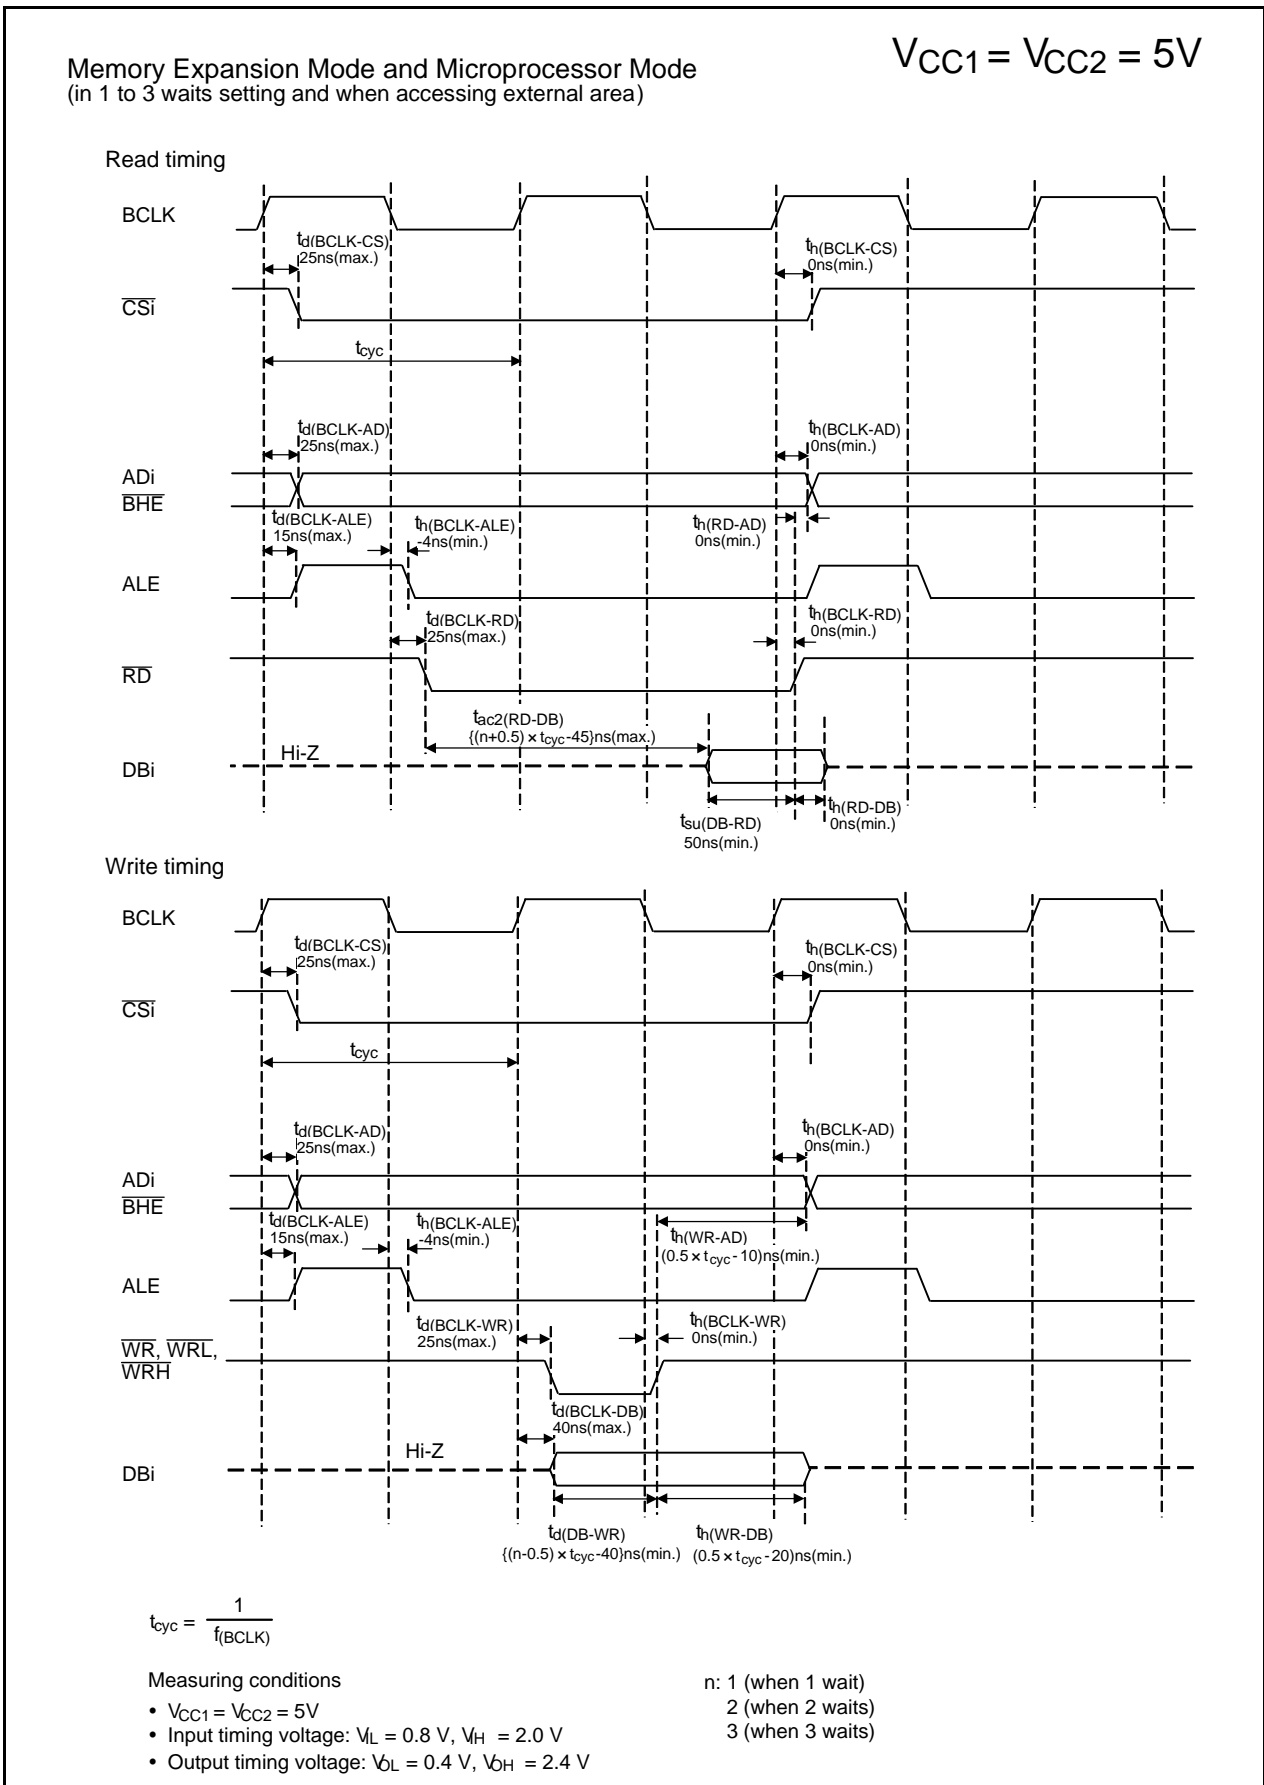 VCC1 = VCC2 = 5V
Memory Expansion Mode and Microprocessor Mode
(in 1 to 3 waits setting and when accessing external area)
Read timing
BCLK
td(BCLK-CS)
25ns(max.)
th(BCLK-CS)
0ns(min.)
CSi
tcyc
td(BCLK-AD)
25ns(max.)
th(BCLK-AD)
0ns(min.)
ADi
BHE
td(BCLK-ALE)
15ns(max.)
th(BCLK-ALE)
-4ns(min.)
th(RD-AD)
0ns(min.)
ALE
td(BCLK-RD)
25ns(max.)
th(BCLK-RD)
0ns(min.)
RD
tac2(RD-DB)
{(n+0.5) × tcyc-45}ns(max.)
Hi-Z
DBi
tsu(DB-RD)
50ns(min.)
th(RD-DB)
0ns(min.)
Write timing
BCLK
td(BCLK-CS)
25ns(max.)
th(BCLK-CS)
0ns(min.)
CSi
tcyc
td(BCLK-AD)
25ns(max.)
th(BCLK-AD)
0ns(min.)
ADi
BHE
td(BCLK-ALE)
15ns(max.)
th(BCLK-ALE)
-4ns(min.)
th(WR-AD)
(0.5 × tcyc-10)ns(min.)
ALE
td(BCLK-WR)
25ns(max.)
th(BCLK-WR)
0ns(min.)
WR, WRL,
WRH
td(BCLK-DB)
40ns(max.)
Hi-Z
DBi
td(DB-WR)
{(n-0.5) × tcyc-40}ns(min.)
th(WR-DB)
(0.5 × tcyc-20)ns(min.)
tcyc = 1
f(BCLK)
Measuring conditions
• VCC1 = VCC2 = 5V
• Input timing voltage: VIL = 0.8 V, VIH = 2.0 V
• Output timing voltage: VOL = 0.4 V, VOH = 2.4 V
n: 1 (when 1 wait)
2 (when 2 waits)
3 (when 3 waits)